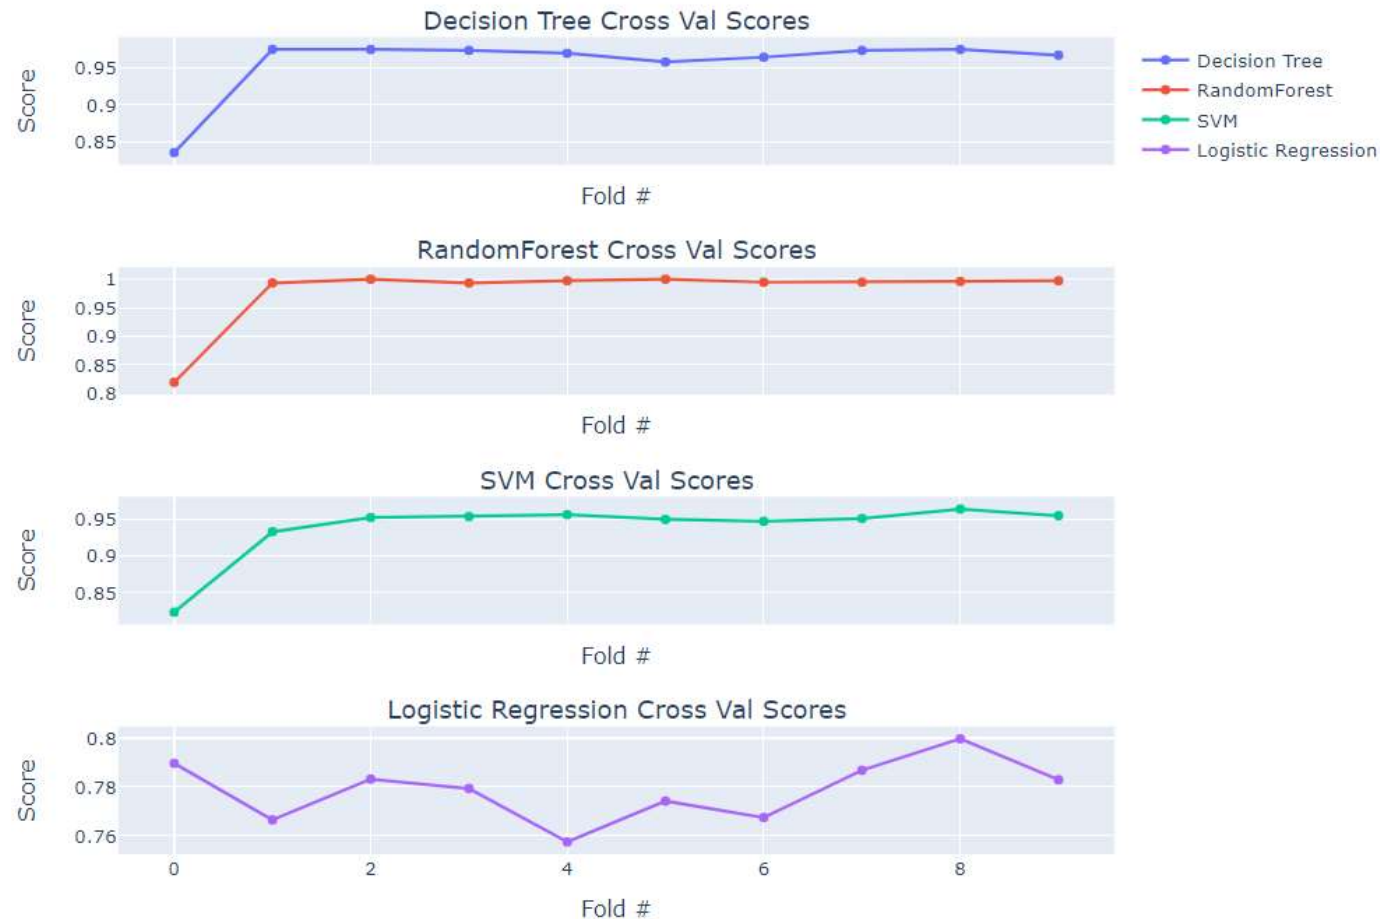 Decision Tree Cross Val Scores
Score
0.95
0.9
0.85
Fold #
Decision Tree
RandomForest
SVM
Logistic Regression
RandomForest Cross Val Scores
Score
1
0.95
0.9
0.85
0.8
Fold #
SVM Cross Val Scores
Score
0.95
0.9
0.85
Fold #
Logistic Regression Cross Val Scores
Score
0.8
0.78
0.76
0 2 4 6 8
Fold #